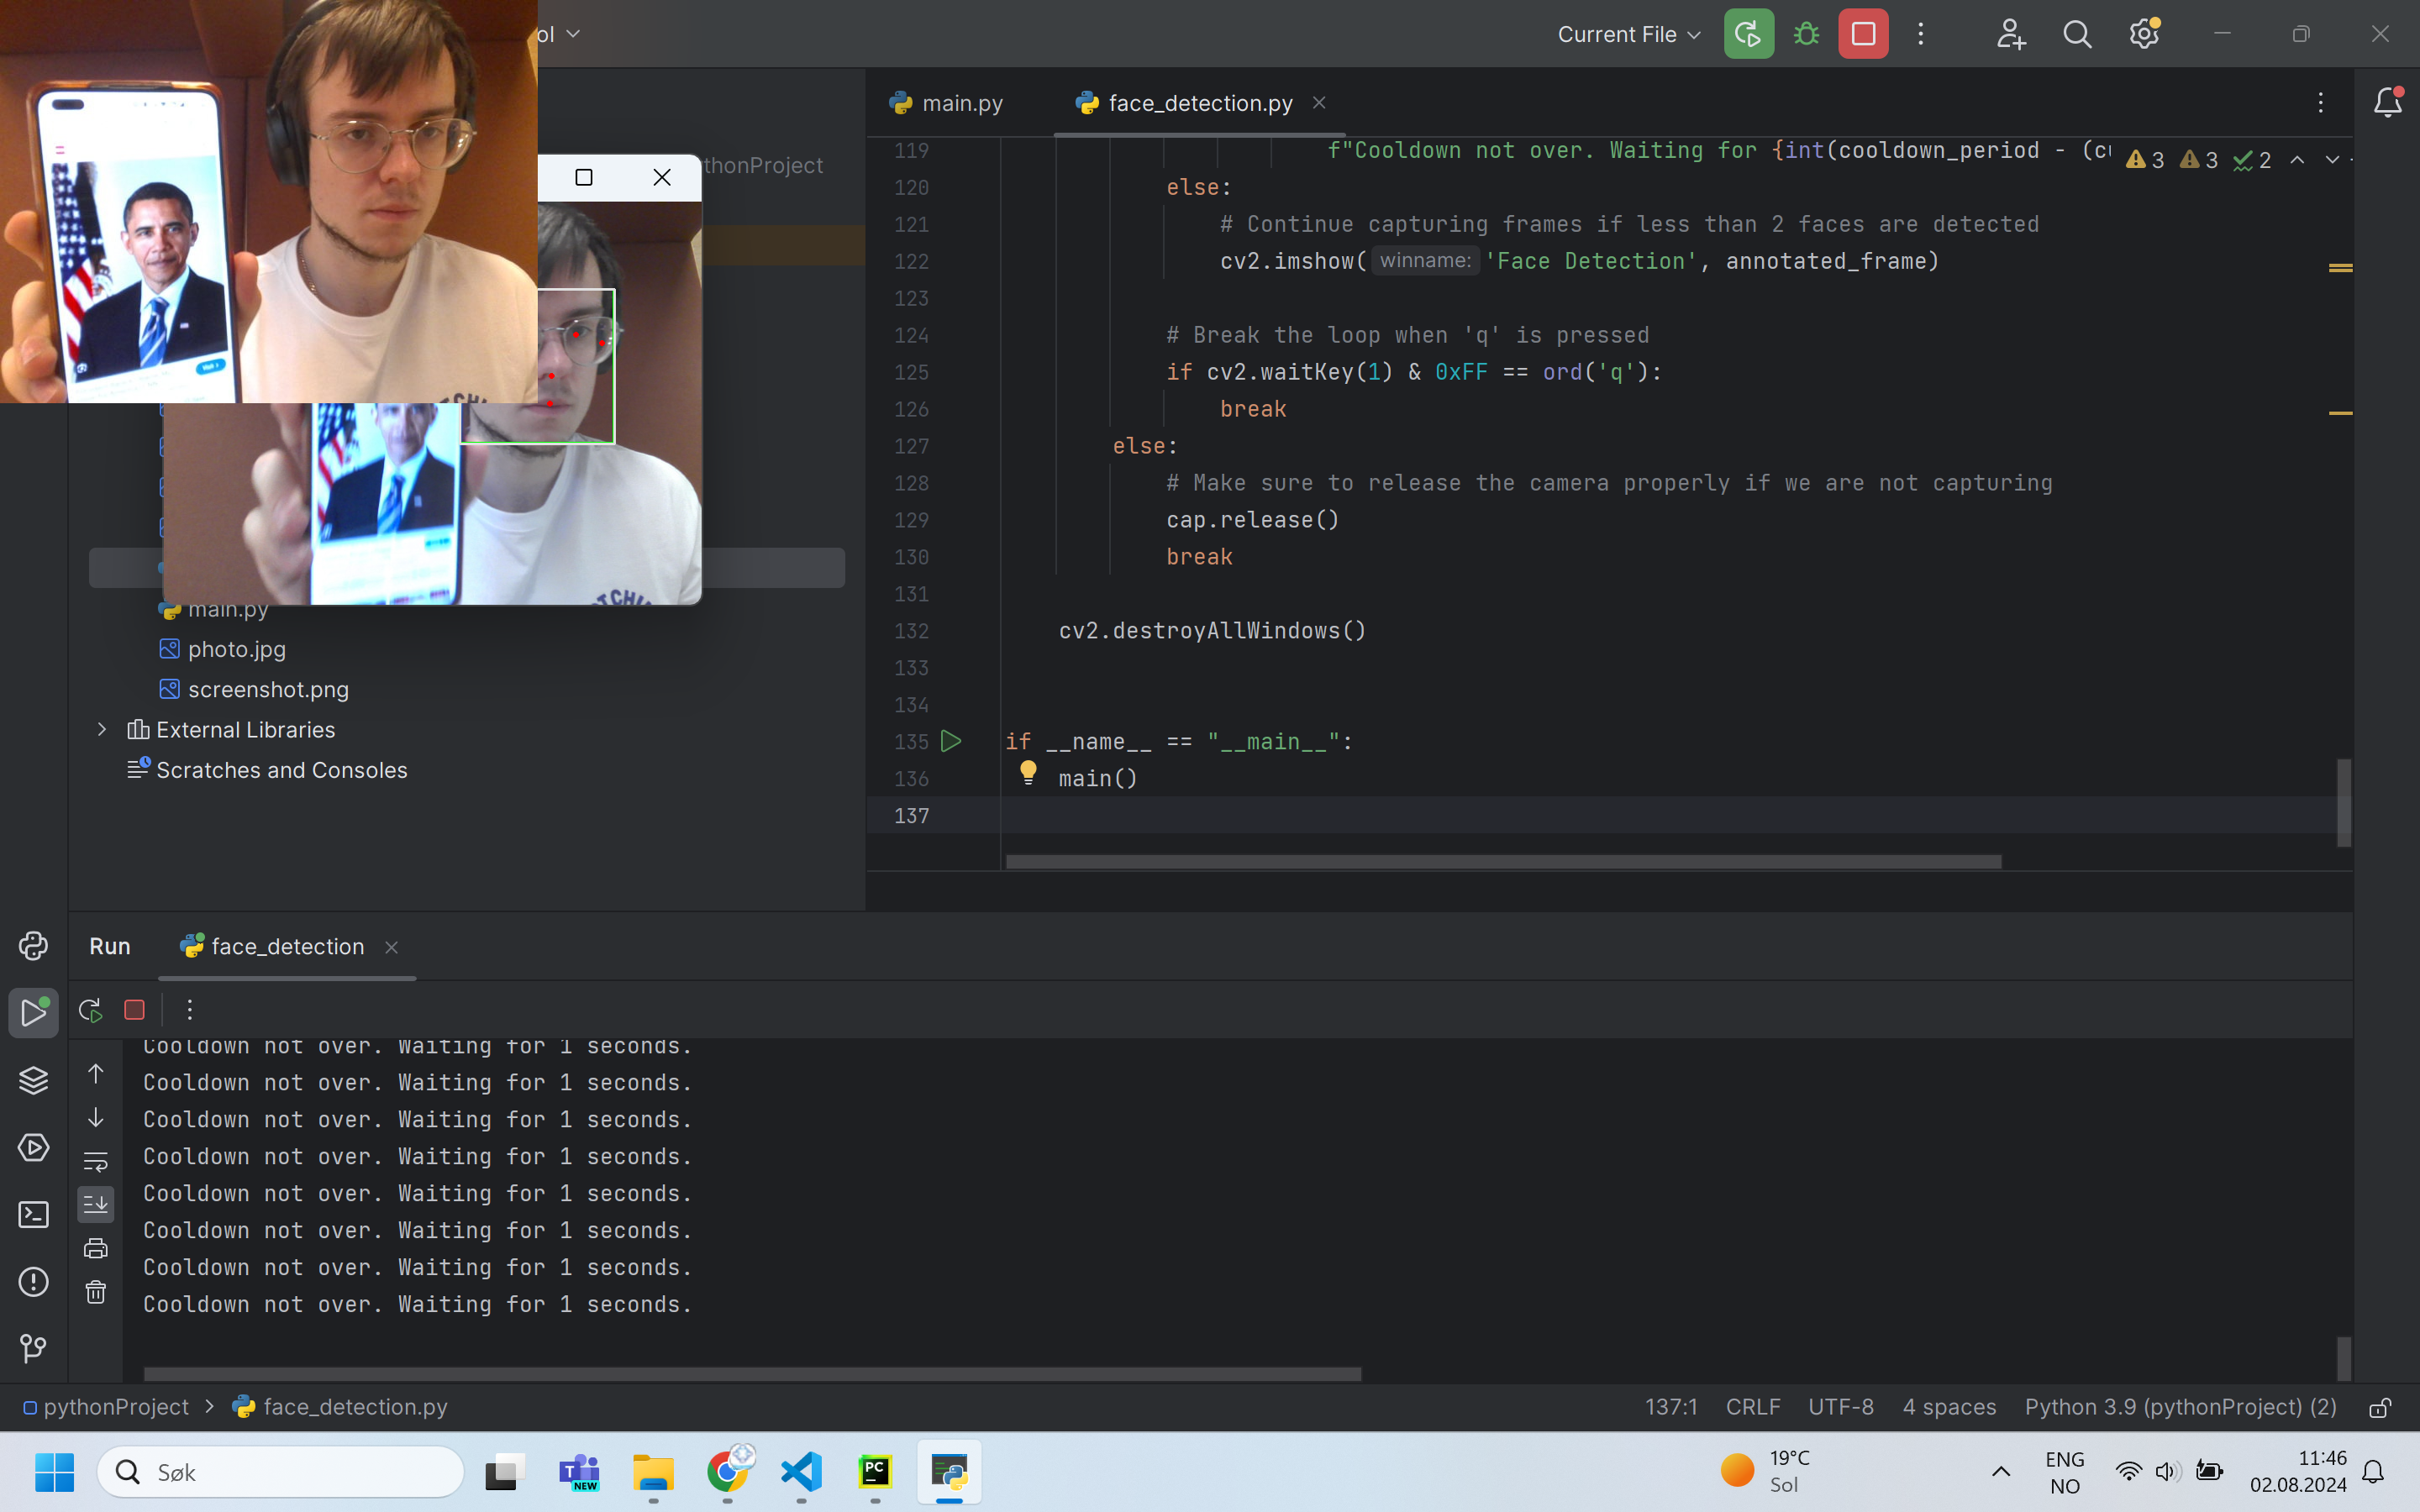 ol
Current File
main.py
face_detection.py
thonProject
3 3 2
119 f"Cooldown not over. Waiting for {int(cooldown_period - (cu
120 else:
121 # Continue capturing frames if less than 2 faces are detected
122 cv2.imshow( winname: 'Face Detection', annotated_frame)
123
124 # Break the loop when 'q' is pressed
125 if cv2.waitKey(1) & 0xFF == ord('q'):
126 break
127 else:
128 # Make sure to release the camera properly if we are not capturing
129 cap.release()
130 break
131
132 cv2.destroyAllWindows()
133
134
135 if __name__ == "__main__":
136 main()
137
main.py
photo.jpg
screenshot.png
External Libraries
Scratches and Consoles
Run
face_detection
Cooldown not over. Waiting for 1 seconds.
Cooldown not over. Waiting for 1 seconds.
Cooldown not over. Waiting for 1 seconds.
Cooldown not over. Waiting for 1 seconds.
Cooldown not over. Waiting for 1 seconds.
Cooldown not over. Waiting for 1 seconds.
Cooldown not over. Waiting for 1 seconds.
Cooldown not over. Waiting for 1 seconds.
pythonProject
face_detection.py
137:1 CRLF UTF-8 4 spaces Python 3.9 (pythonProject) (2)
Søk
T
NEW
PC
19°C
Sol
ENG
NO
11:46
02.08.2024